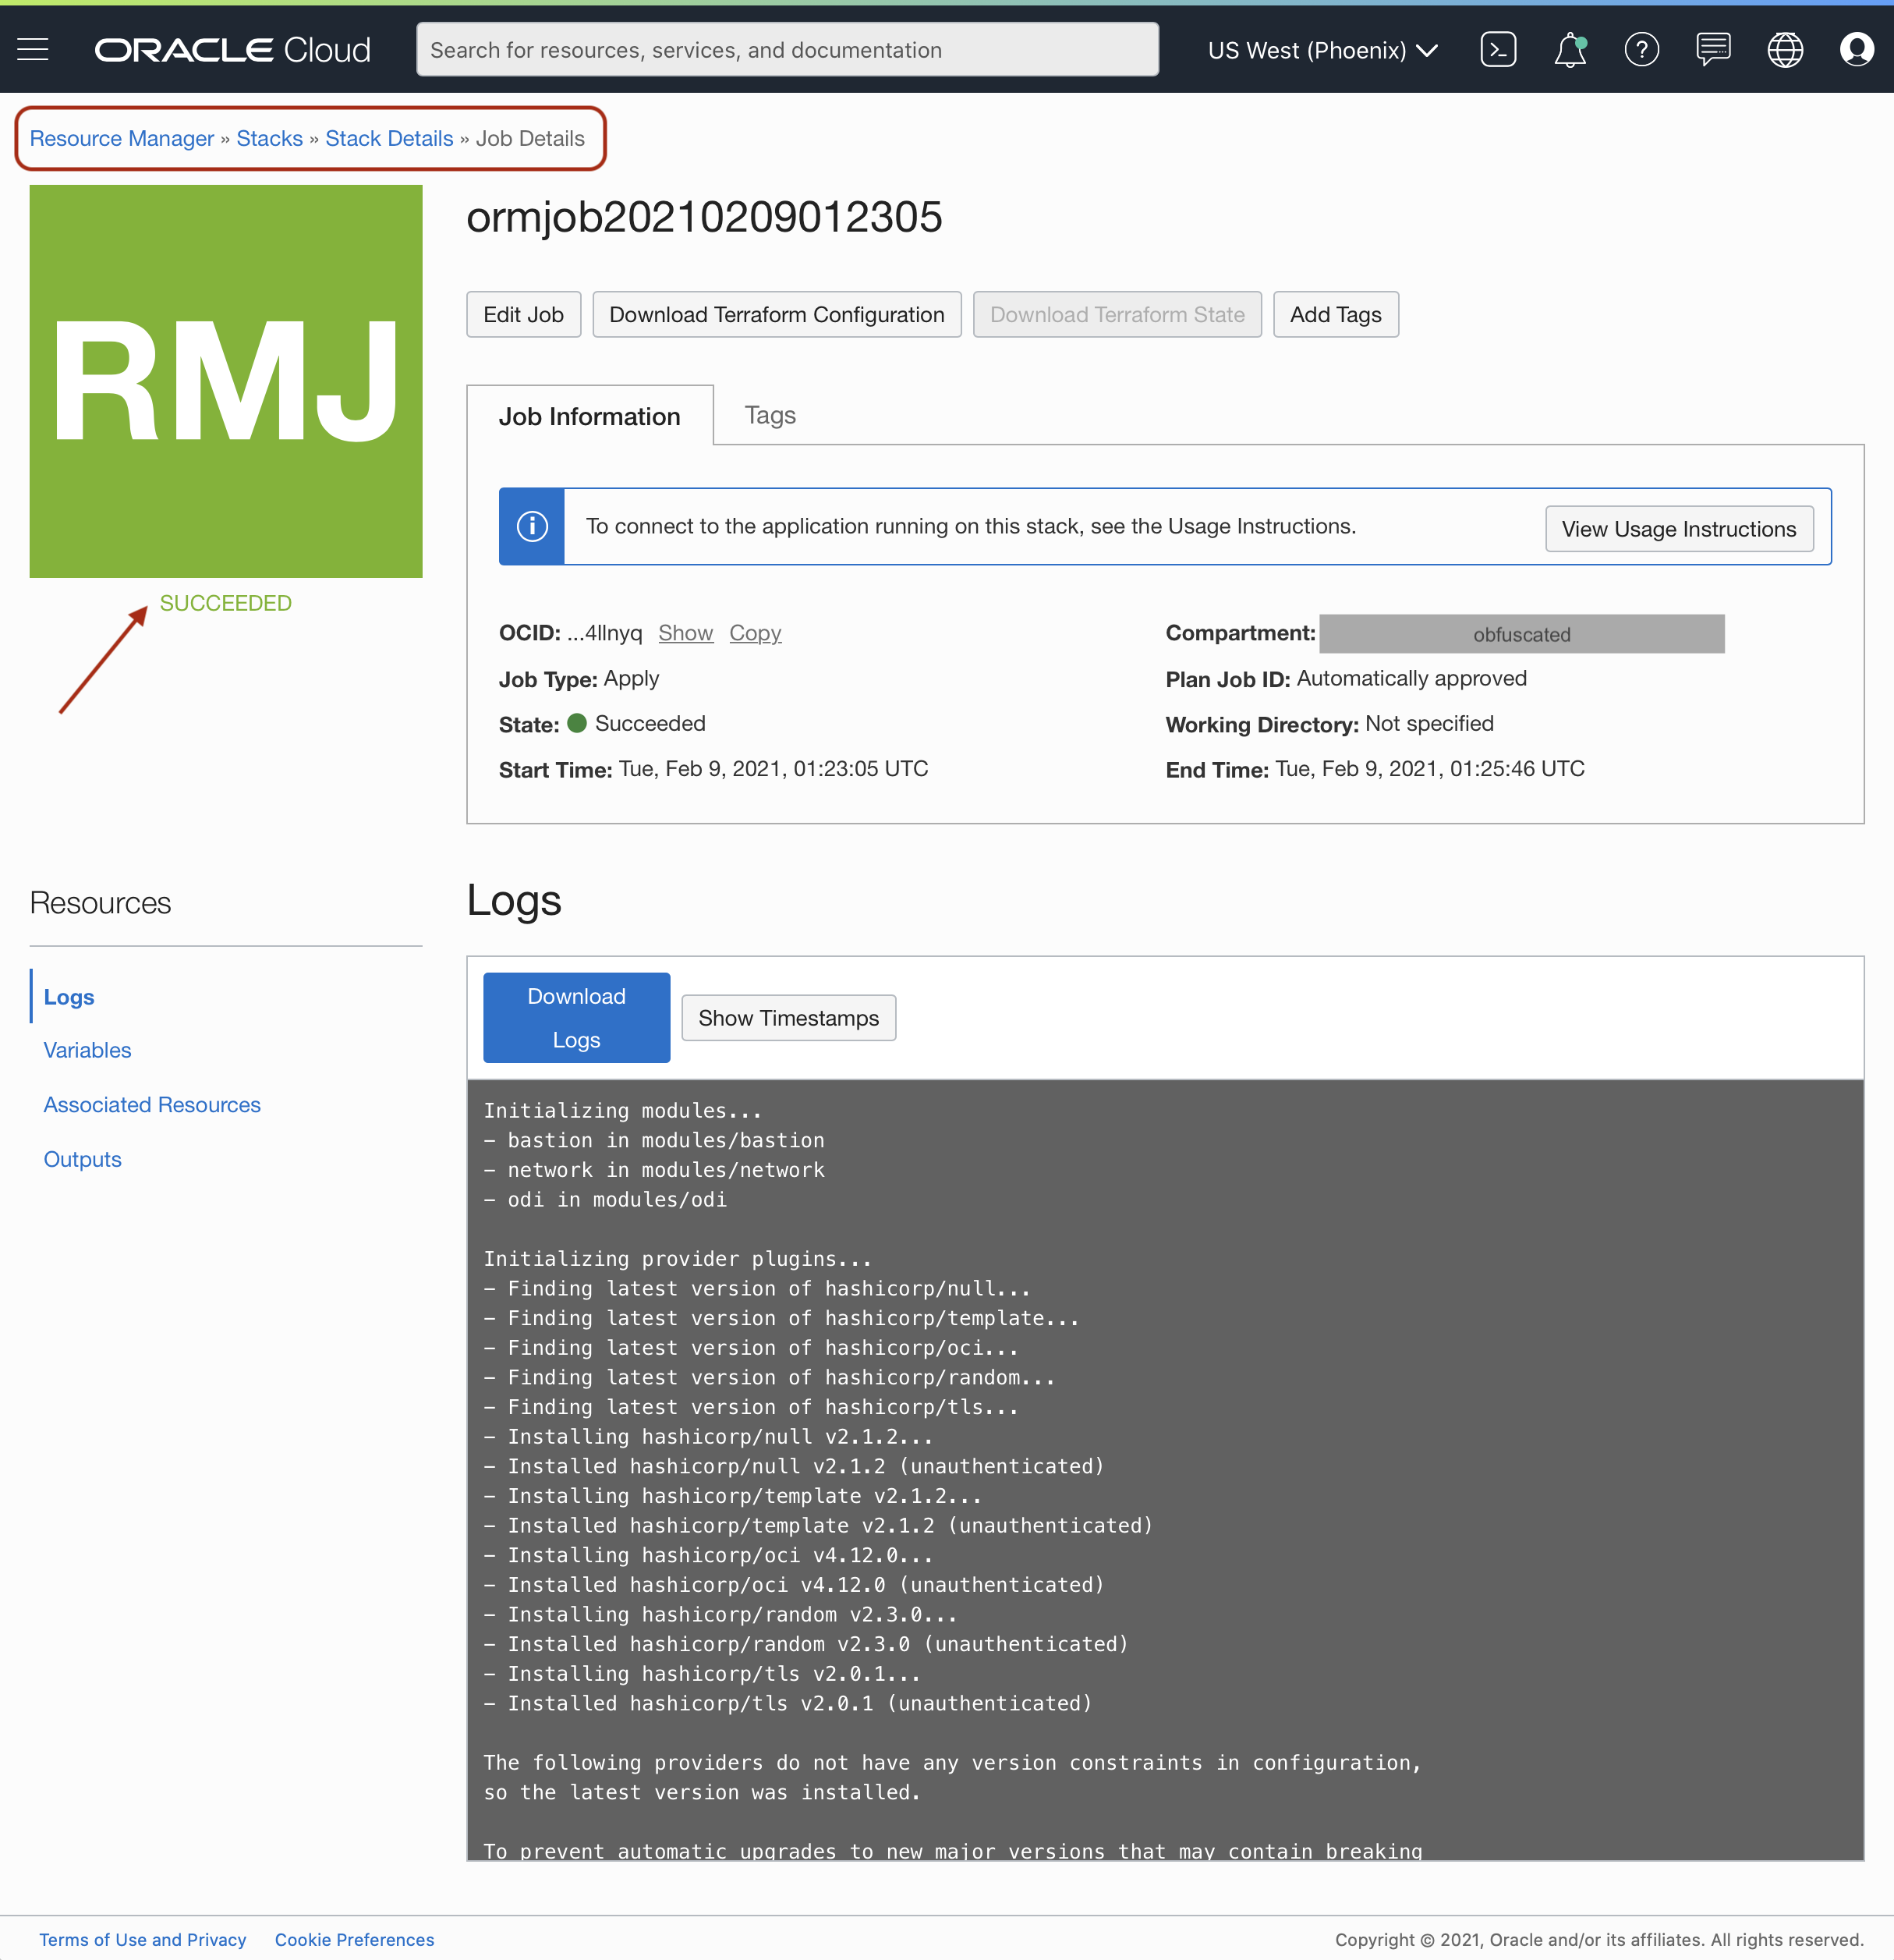 ORACLE Cloud
Search for resources, services, and documentation
US West (Phoenix)
Resource Manager » Stacks » Stack Details » Job Details
RMJ
SUCCEEDED
ormjob20210209012305
Edit Job
Download Terraform Configuration
Download Terraform State
Add Tags
Job Information
Tags
To connect to the application running on this stack, see the Usage Instructions.
View Usage Instructions
OCID: ...4llnyq Show Copy
Compartment: obfuscated
Job Type: Apply
Plan Job ID: Automatically approved
State: Succeeded
Working Directory: Not specified
Start Time: Tue, Feb 9, 2021, 01:23:05 UTC
End Time: Tue, Feb 9, 2021, 01:25:46 UTC
Resources
Logs
Variables
Associated Resources
Outputs
Logs
Download
Logs
Show Timestamps
Initializing modules...
- bastion in modules/bastion
- network in modules/network
- odi in modules/odi
Initializing provider plugins...
- Finding latest version of hashicorp/null...
- Finding latest version of hashicorp/template...
- Finding latest version of hashicorp/oci...
- Finding latest version of hashicorp/random...
- Finding latest version of hashicorp/tls...
- Installing hashicorp/null v2.1.2...
- Installed hashicorp/null v2.1.2 (unauthenticated)
- Installing hashicorp/template v2.1.2...
- Installed hashicorp/template v2.1.2 (unauthenticated)
- Installing hashicorp/oci v4.12.0...
- Installed hashicorp/oci v4.12.0 (unauthenticated)
- Installing hashicorp/random v2.3.0...
- Installed hashicorp/random v2.3.0 (unauthenticated)
- Installing hashicorp/tls v2.0.1...
- Installed hashicorp/tls v2.0.1 (unauthenticated)
The following providers do not have any version constraints in configuration,
so the latest version was installed.
To prevent automatic upgrades to new major versions that may contain breaking
Terms of Use and Privacy
Cookie Preferences
Copyright © 2021, Oracle and/or its affiliates. All rights reserved.